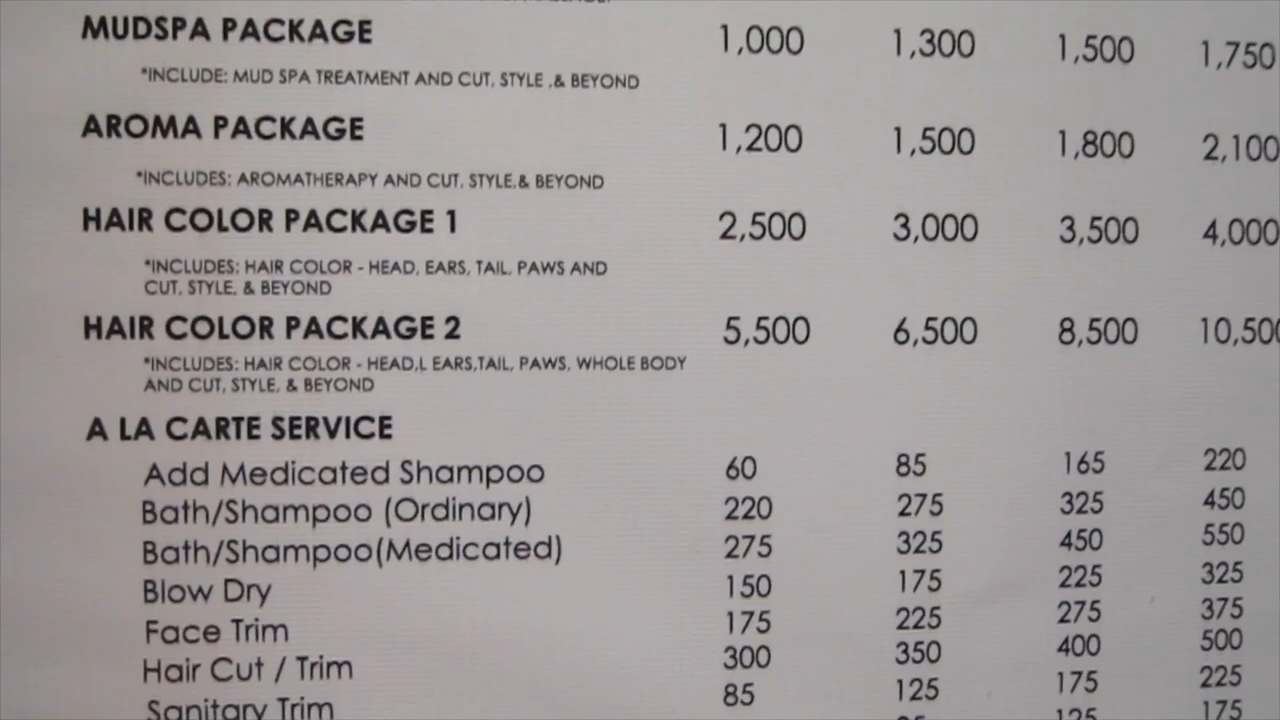 MUDSPA PACKAGE 1,000 1,300 1,500 1,750
*INCLUDE: MUD SPA TREATMENT AND CUT, STYLE ,& BEYOND
AROMA PACKAGE 1,200 1,500 1,800 2,100
*INCLUDES: AROMATHERAPY AND CUT, STYLE,& BEYOND
HAIR COLOR PACKAGE 1 2,500 3,000 3,500 4,000
*INCLUDES: HAIR COLOR - HEAD, EARS, TAIL, PAWS AND
CUT, STYLE, & BEYOND
HAIR COLOR PACKAGE 2 5,500 6,500 8,500 10,500
*INCLUDES: HAIR COLOR - HEAD,L EARS,TAIL, PAWS, WHOLE BODY
AND CUT, STYLE, & BEYOND
A LA CARTE SERVICE
Add Medicated Shampoo 60 85 165 220
Bath/Shampoo (Ordinary) 220 275 325 450
Bath/Shampoo(Medicated) 275 325 450 550
Blow Dry 150 175 225 325
Face Trim 175 225 275 375
Hair Cut / Trim 300 350 400 500
Sanitary Trim 85 125 175 225
125 175